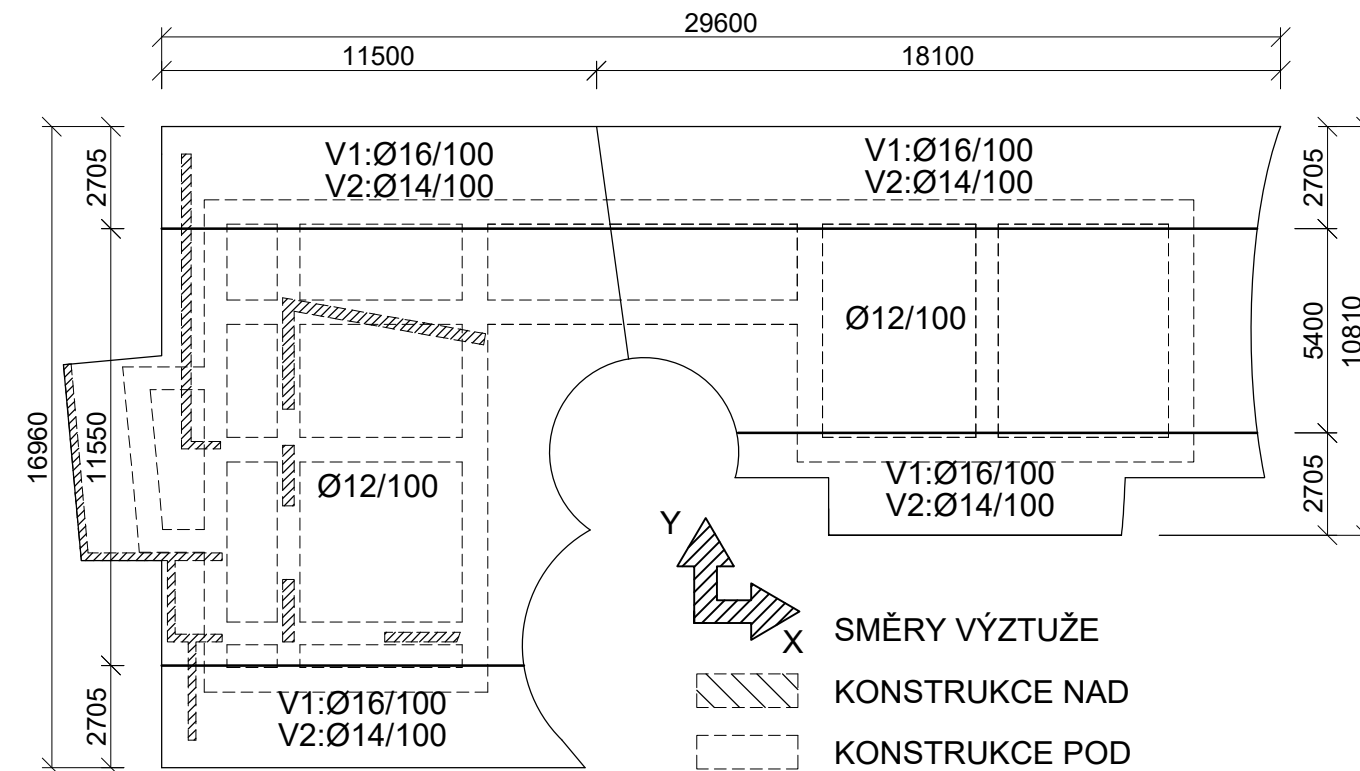 29600
11500
18100
V1:Ø16/100
V2:Ø14/100
V1:Ø16/100
V2:Ø14/100
2705
2705
16960
11550
Ø12/100
5400
10810
Ø12/100
V1:Ø16/100
V2:Ø14/100
2705
Y
X
SMĚRY VÝZTUŽE
V1:Ø16/100
V2:Ø14/100
2705
KONSTRUKCE NAD
KONSTRUKCE POD